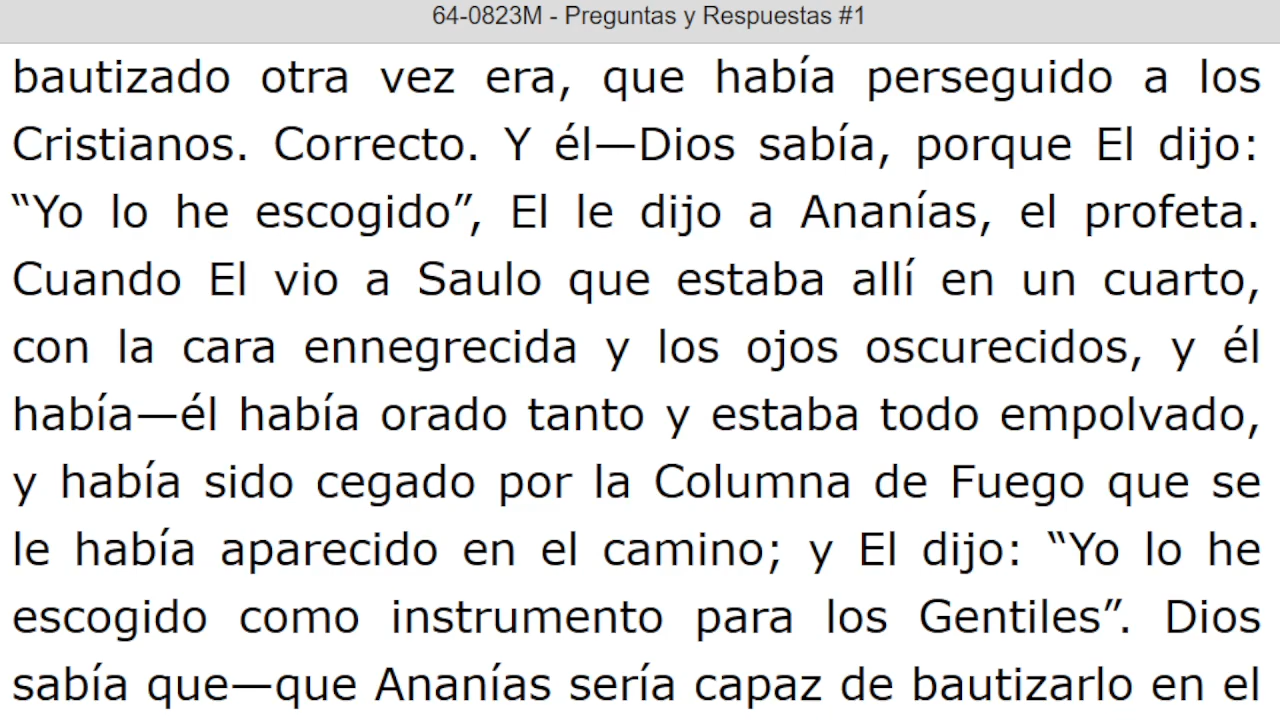 64-0823M - Preguntas y Respuestas #1
bautizado otra vez era, que había perseguido a los
Cristianos. Correcto. Y él—Dios sabía, porque El dijo:
“Yo lo he escogido”, El le dijo a Ananías, el profeta.
Cuando El vio a Saulo que estaba allí en un cuarto,
con la cara ennegrecida y los ojos oscurecidos, y él
había—él había orado tanto y estaba todo empolvado,
y había sido cegado por la Columna de Fuego que se
le había aparecido en el camino; y El dijo: “Yo lo he
escogido como instrumento para los Gentiles”. Dios
sabía que—que Ananías sería capaz de bautizarlo en el